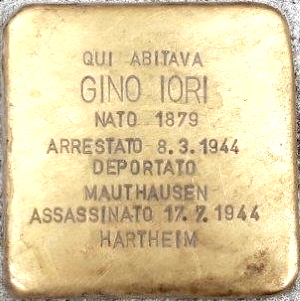 QUI ABITAVA
GINO IORI
NATO 1879
ARRESTATO 8.3.1944
DEPORTATO
MAUTHAUSEN
ASSASSINATO 17.7.1944
HARTHEIM